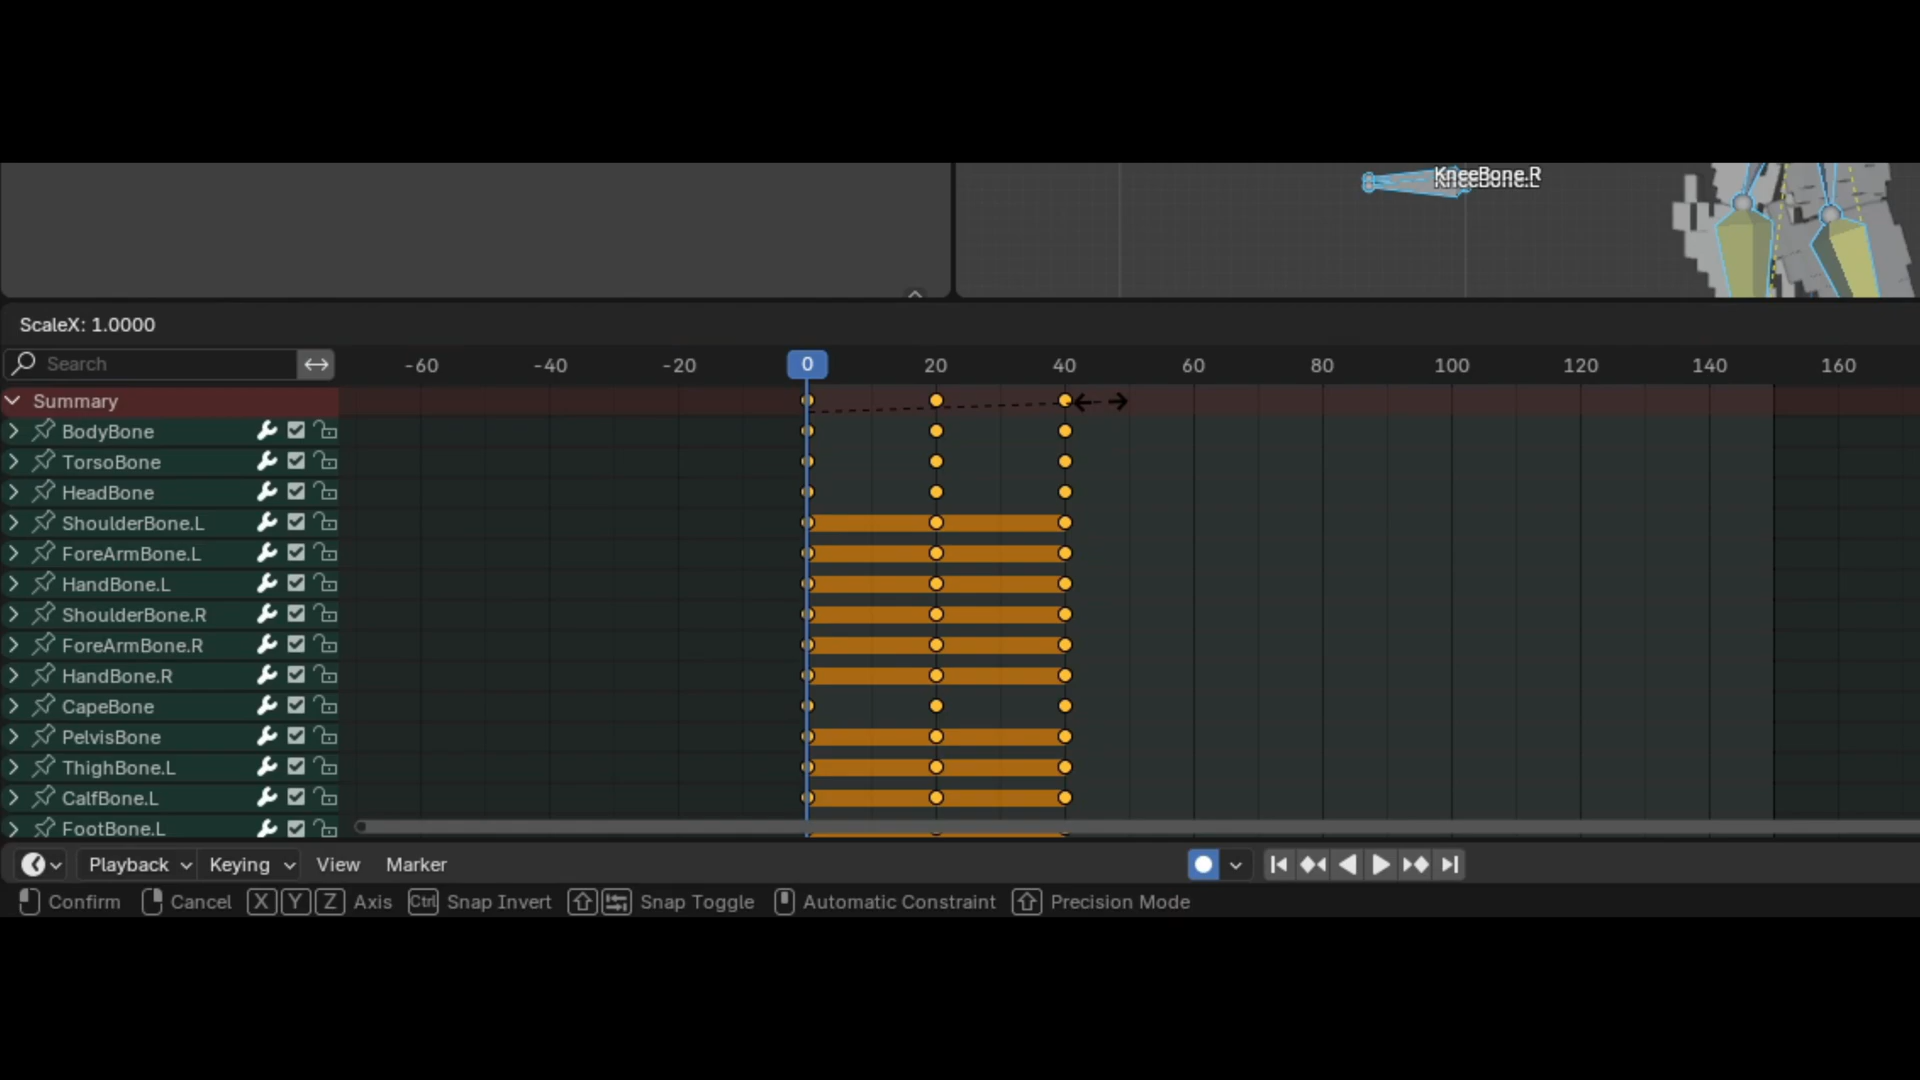 KneeBone.R
KneeBone.L
ScaleX: 1.0000
Search
-60 -40 -20 0 20 40 60 80 100 120 140 160
Summary
BodyBone
TorsoBone
HeadBone
ShoulderBone.L
ForeArmBone.L
HandBone.L
ShoulderBone.R
ForeArmBone.R
HandBone.R
CapeBone
PelvisBone
ThighBone.L
CalfBone.L
FootBone.L
Playback Keying View Marker
Confirm Cancel X Y Z Axis Ctrl Snap Invert Snap Toggle Automatic Constraint Precision Mode